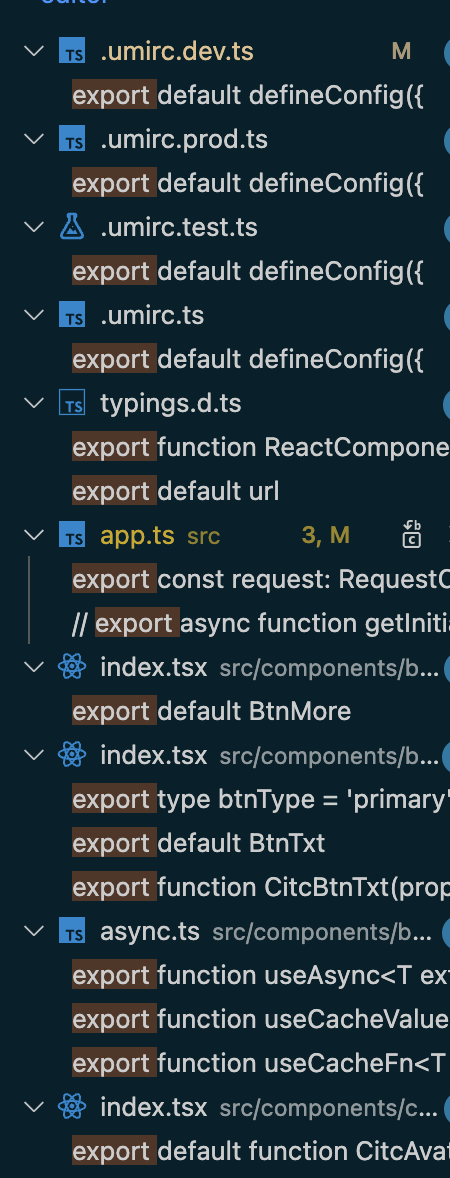 editor
TS .umirc.dev.ts M
export default defineConfig({
TS .umirc.prod.ts
export default defineConfig({
.umirc.test.ts
export default defineConfig({
TS .umirc.ts
export default defineConfig({
TS typings.d.ts
export function ReactCompone
export default url
TS app.ts src 3, M
export const request: RequestC
// export async function getIniti
index.tsx src/components/b...
export default BtnMore
index.tsx src/components/b...
export type btnType = 'primary'
export default BtnTxt
export function CitcBtnTxt(prop
TS async.ts src/components/b...
export function useAsync<T ext
export function useCacheValue
export function useCacheFn<T
index.tsx src/components/c...
export default function CitcAvat